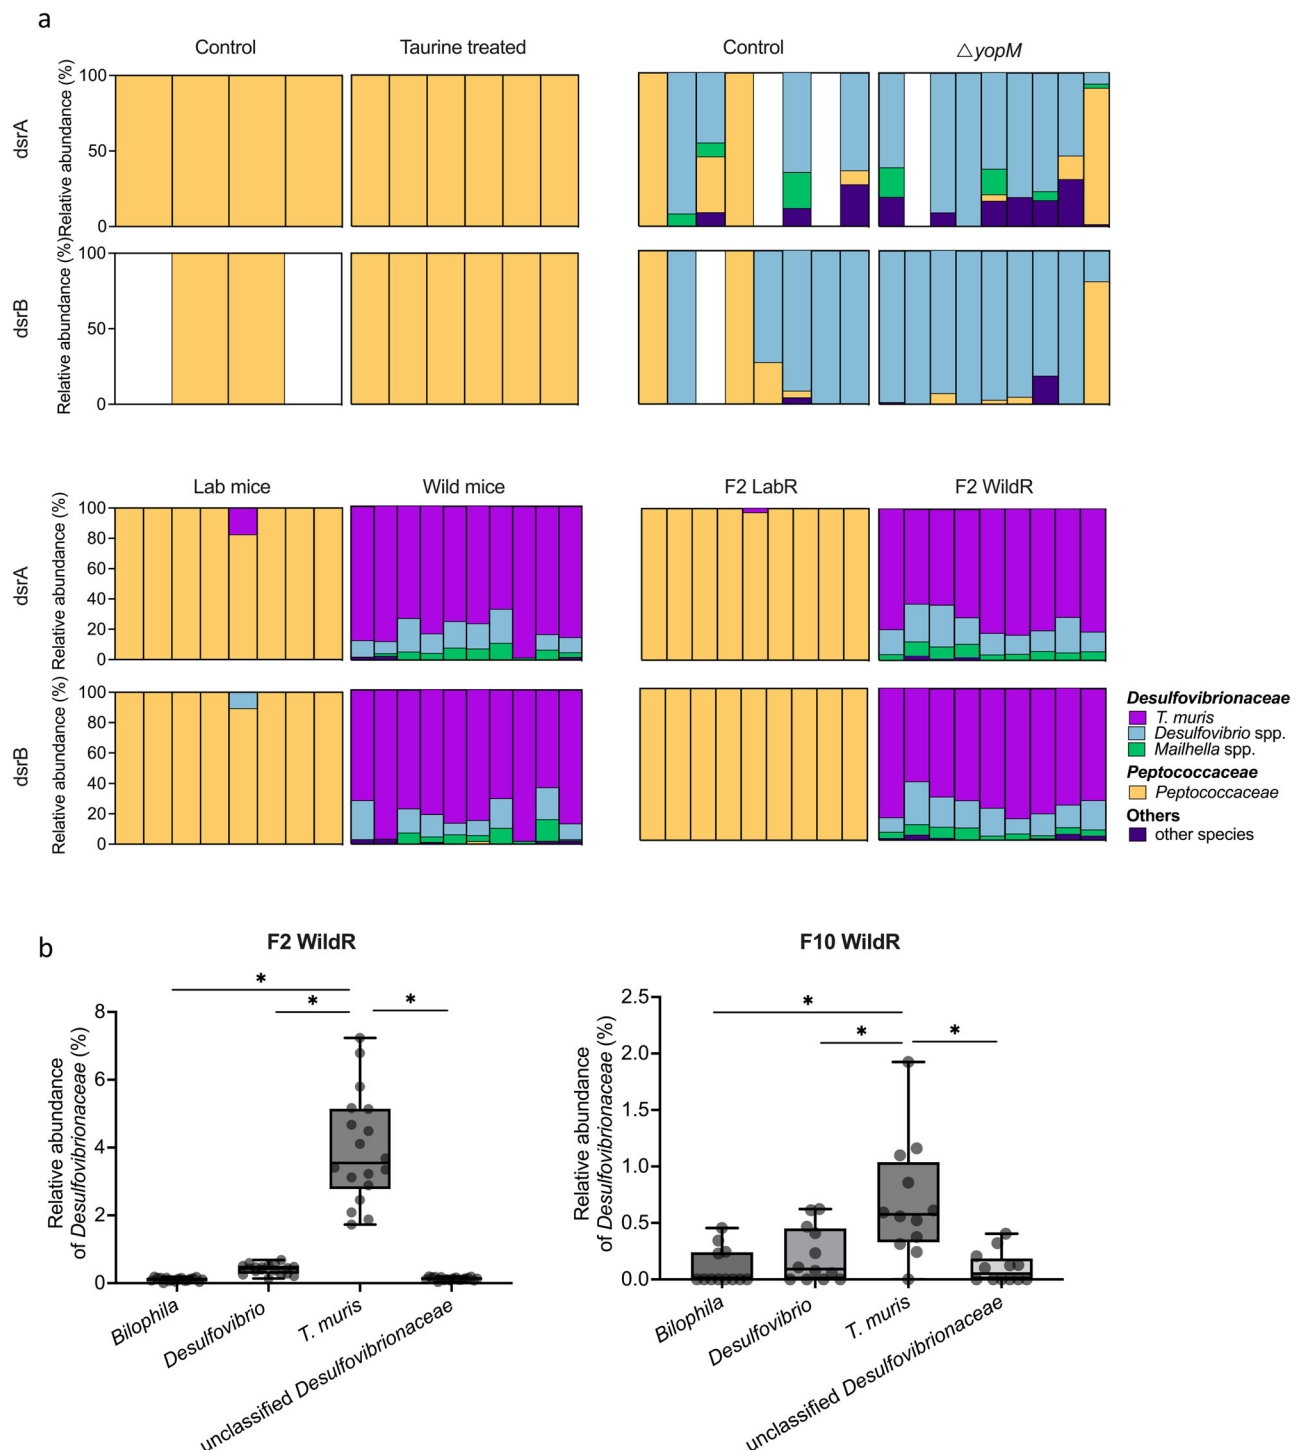 a
Control
Taurine treated
Control
△yopM
dsrA
Relative abundance (%)
100
50
0
dsrB
Relative abundance (%)
100
50
0
Lab mice
Wild mice
F2 LabR
F2 WildR
dsrA
Relative abundance (%)
100
80
60
40
20
0
dsrB
Relative abundance (%)
100
80
60
40
20
0
Desulfovibrionaceae
T. muris
Desulfovibrio spp.
Mailhella spp.
Peptococcaceae
Peptococcaceae
Others
other species
b
F2 WildR
Relative abundance
of Desulfovibrionaceae (%)
8
6
4
2
0
*
*
*
Bilophila
Desulfovibrio
T. muris
unclassified Desulfovibrionaceae
F10 WildR
Relative abundance
of Desulfovibrionaceae (%)
2.5
2.0
1.5
1.0
0.5
0.0
*
*
*
Bilophila
Desulfovibrio
T. muris
unclassified Desulfovibrionaceae